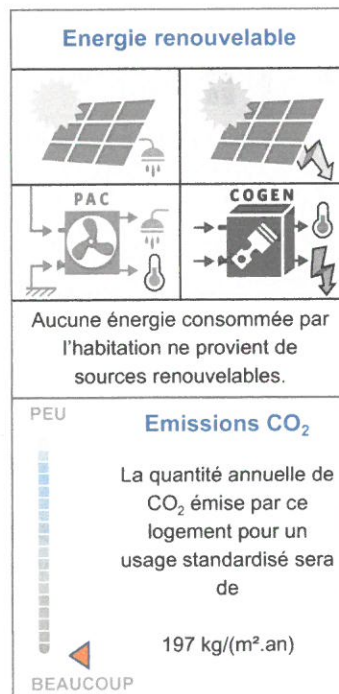 Energie renouvelable
PAC
COGEN
Aucune énergie consommée par
l'habitation ne provient de
sources renouvelables.
PEU
Emissions CO₂
La quantité annuelle de
CO₂ émise par ce
logement pour un
usage standardisé sera
de
197 kg/(m².an)
BEAUCOUP